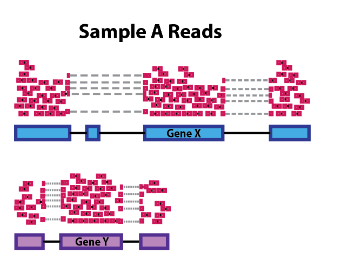 Sample A Reads
Gene X
Gene Y